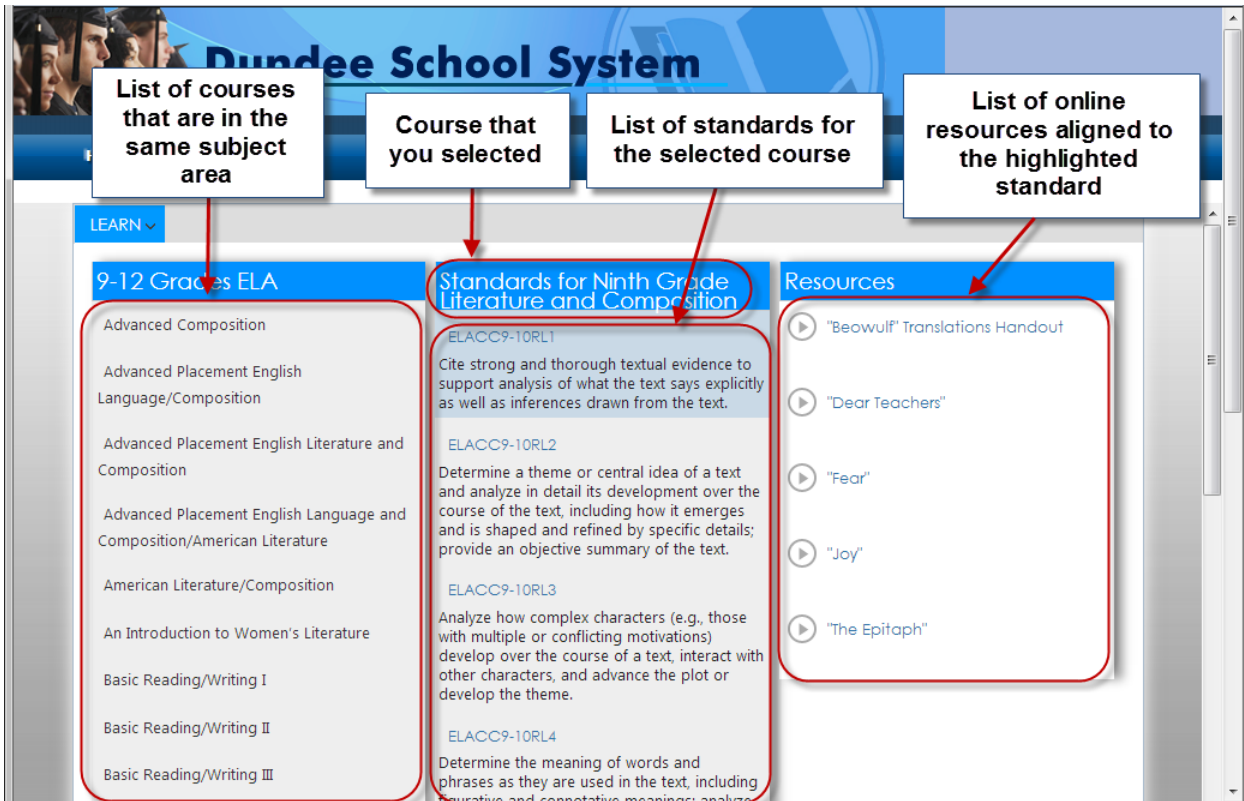 Dundee School System
List of courses
that are in the
same subject
area
Course that
you selected
List of standards for
the selected course
List of online
resources aligned to
the highlighted
standard
H
LEARN
9-12 Grades ELA
Advanced Composition
Advanced Placement English
Language/Composition
Advanced Placement English Literature and
Composition
Advanced Placement English Language and
Composition/American Literature
American Literature/Composition
An Introduction to Women's Literature
Basic Reading/Writing I
Basic Reading/Writing II
Basic Reading/Writing III
Standards for Ninth Grade
Literature and Composition
ELACC9-10RL1
Cite strong and thorough textual evidence to
support analysis of what the text says explicitly
as well as inferences drawn from the text.
ELACC9-10RL2
Determine a theme or central idea of a text
and analyze in detail its development over the
course of the text, including how it emerges
and is shaped and refined by specific details;
provide an objective summary of the text.
ELACC9-10RL3
Analyze how complex characters (e.g., those
with multiple or conflicting motivations)
develop over the course of a text, interact with
other characters, and advance the plot or
develop the theme.
ELACC9-10RL4
Determine the meaning of words and
phrases as they are used in the text, including
figurative and connotative meanings; analyze
Resources
"Beowulf" Translations Handout
"Dear Teachers"
"Fear"
"Joy"
"The Epitaph"